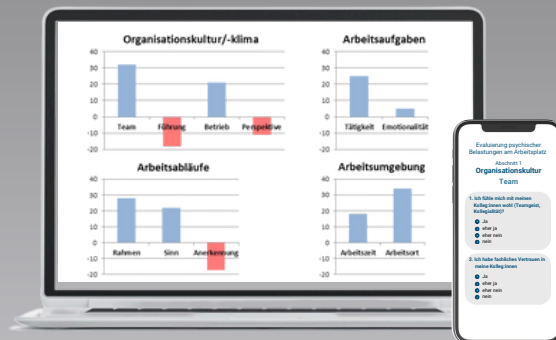 Organisationskultur/-klima
40
30
20
10
0
-10
-20
Team Führung Betrieb Perspektive
Arbeitsaufgaben
40
30
20
10
0
-10
-20
Tätigkeit Emotionalität
Arbeitsabläufe
40
30
20
10
0
-10
-20
Rahmen Sinn Anerkennung
Arbeitsumgebung
40
30
20
10
0
-10
-20
Arbeitszeit Arbeitsort
Evaluierung psychischer
Belastungen am Arbeitsplatz
Abschnitt 1
Organisationskultur
Team
1. Ich fühle mich mit meinen
Kolleg:innen wohl (Teamgeist,
Kollegialität)?
Ja
eher ja
eher nein
nein
2. Ich habe fachliches Vertrauen in
meine Kolleg:innen
Ja
eher ja
eher nein
nein